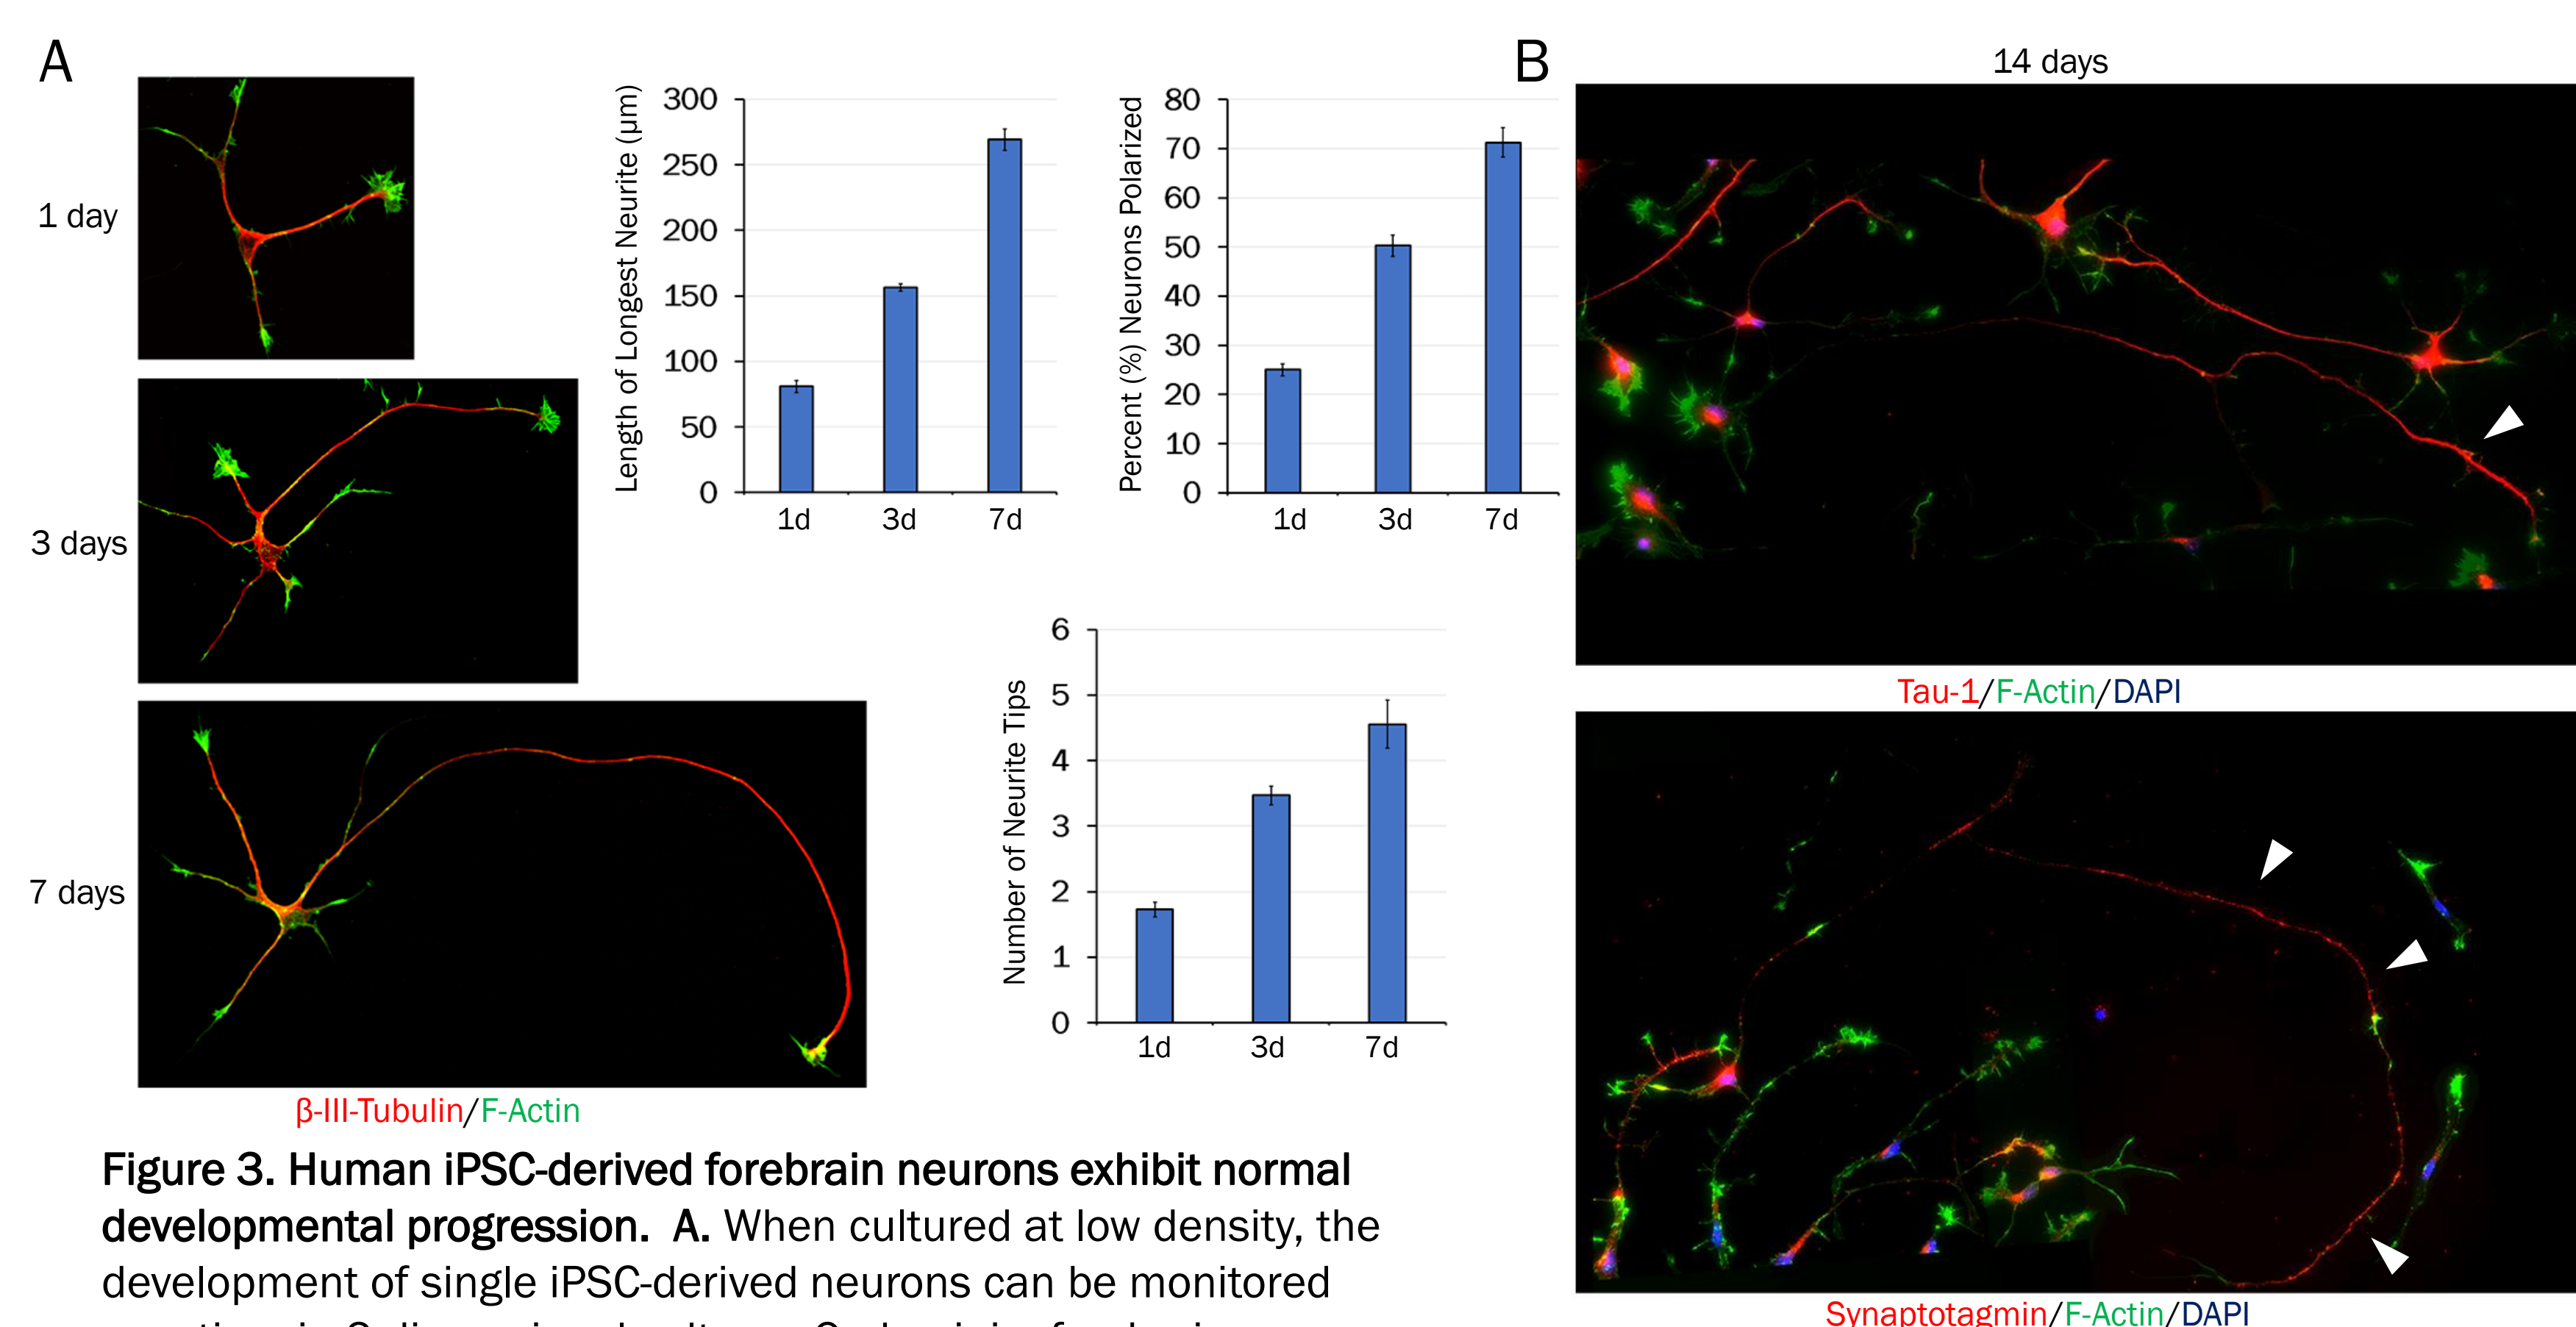 A
1 day
3 days
7 days
β-III-Tubulin/F-Actin
Length of Longest Neurite (µm)
300
250
200
150
100
50
0
1d 3d 7d
Percent (%) Neurons Polarized
80
70
60
50
40
30
20
10
0
1d 3d 7d
Number of Neurite Tips
6
5
4
3
2
1
0
1d 3d 7d
B
14 days
Tau-1/F-Actin/DAPI
Synaptotagmin/F-Actin/DAPI
Figure 3. Human iPSC-derived forebrain neurons exhibit normal
developmental progression. A. When cultured at low density, the
development of single iPSC-derived neurons can be monitored